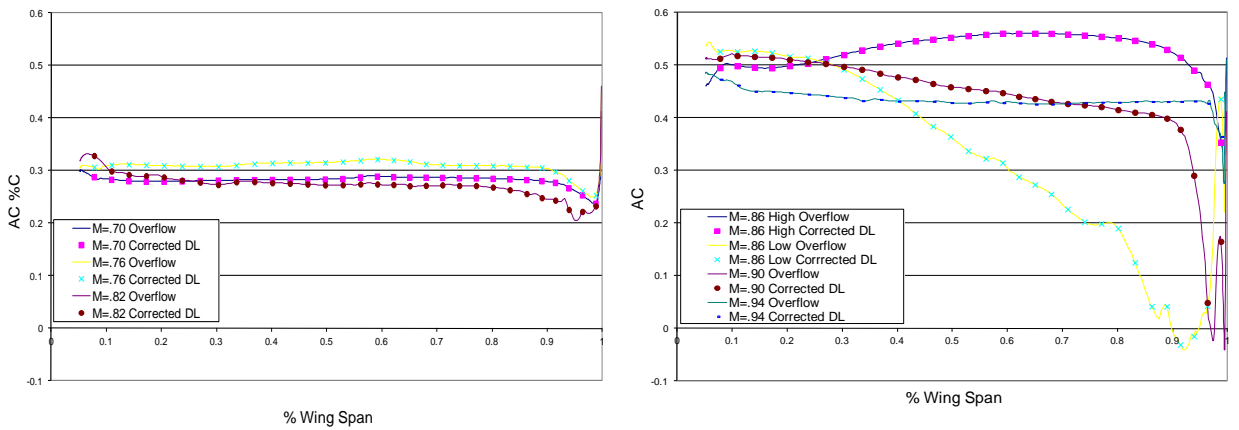 0.6
0.5
0.4
0.3
0.2
0.1
0
-0.1
AC %C
0 0.1 0.2 0.3 0.4 0.5 0.6 0.7 0.8 0.9 1
% Wing Span
M=.70 Overflow
M=.70 Corrected DL
M=.76 Overflow
M=.76 Corrected DL
M=.82 Overflow
M=.82 Corrected DL
0.6
0.5
0.4
0.3
0.2
0.1
0
-0.1
AC
0 0.1 0.2 0.3 0.4 0.5 0.6 0.7 0.8 0.9 1
% Wing Span
M=.86 High Overflow
M=.86 High Corrected DL
M=.86 Low Overflow
M=.86 Low Corrrected DL
M=.90 Overflow
M=.90 Corrected DL
M=.94 Overflow
M=.94 Corrected DL